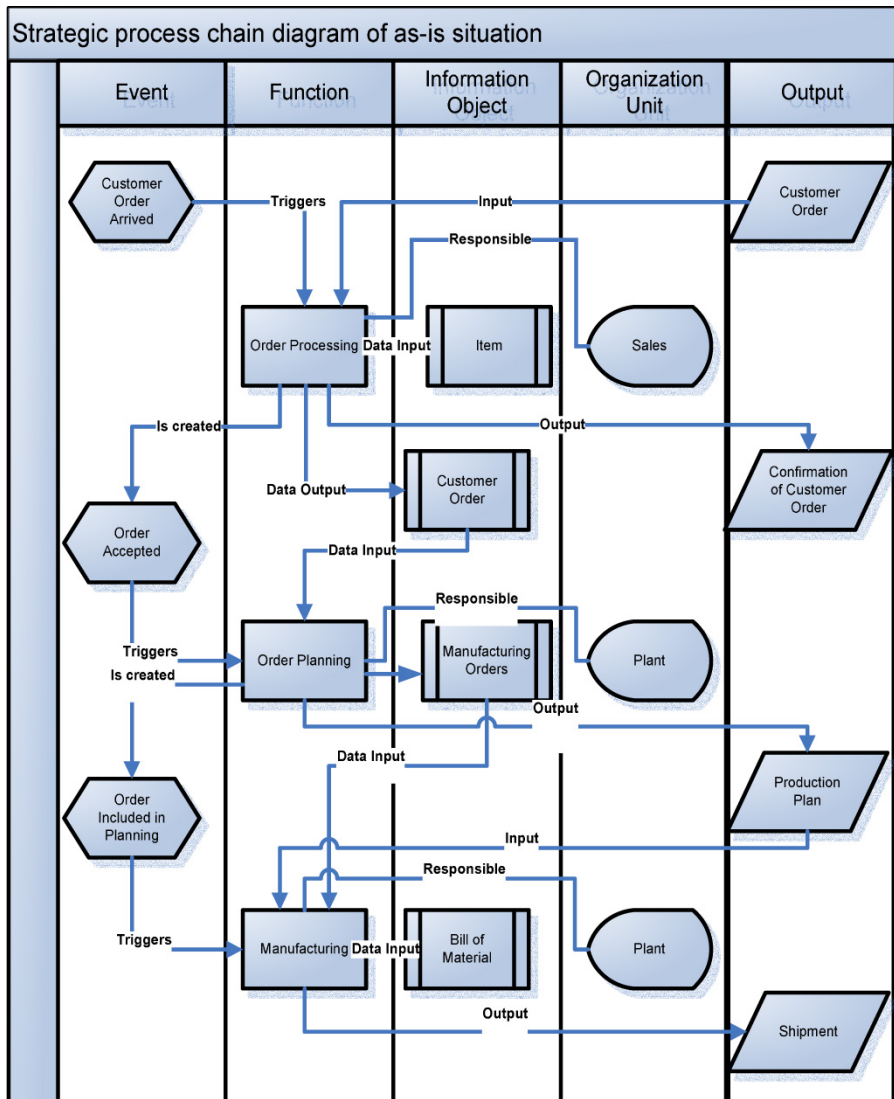 Strategic process chain diagram of as-is situation
Event
Function
Information
Object
Organization
Unit
Output
Customer
Order
Arrived
Triggers
Input
Customer
Order
Responsible
Order Processing
Data Input
Item
Sales
Is created
Output
Data Output
Customer
Order
Confirmation
of Customer
Order
Order
Accepted
Data Input
Responsible
Triggers
Order Planning
Manufacturing
Orders
Plant
Is created
Output
Data Input
Production
Plan
Order
Included in
Planning
Input
Responsible
Triggers
Manufacturing
Data Input
Bill of
Material
Plant
Output
Shipment